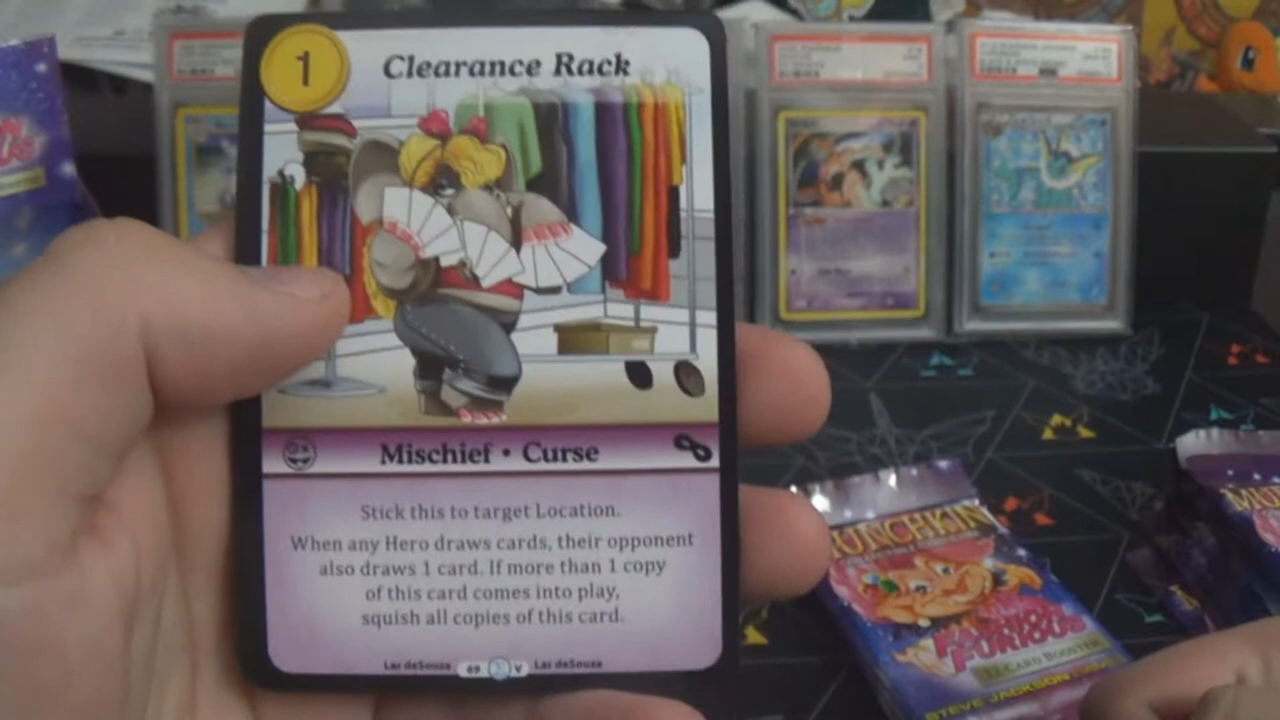 1
Clearance Rack
Mischief • Curse
Stick this to target Location.
When any Hero draws cards, their opponent
also draws 1 card. If more than 1 copy
of this card comes into play,
squish all copies of this card.
Lar deSouza 69 V Lar deSouza
MUNCHKIN
FASHION
FURIOUS
12-Card Booster
STEVE JACKSON GAMES